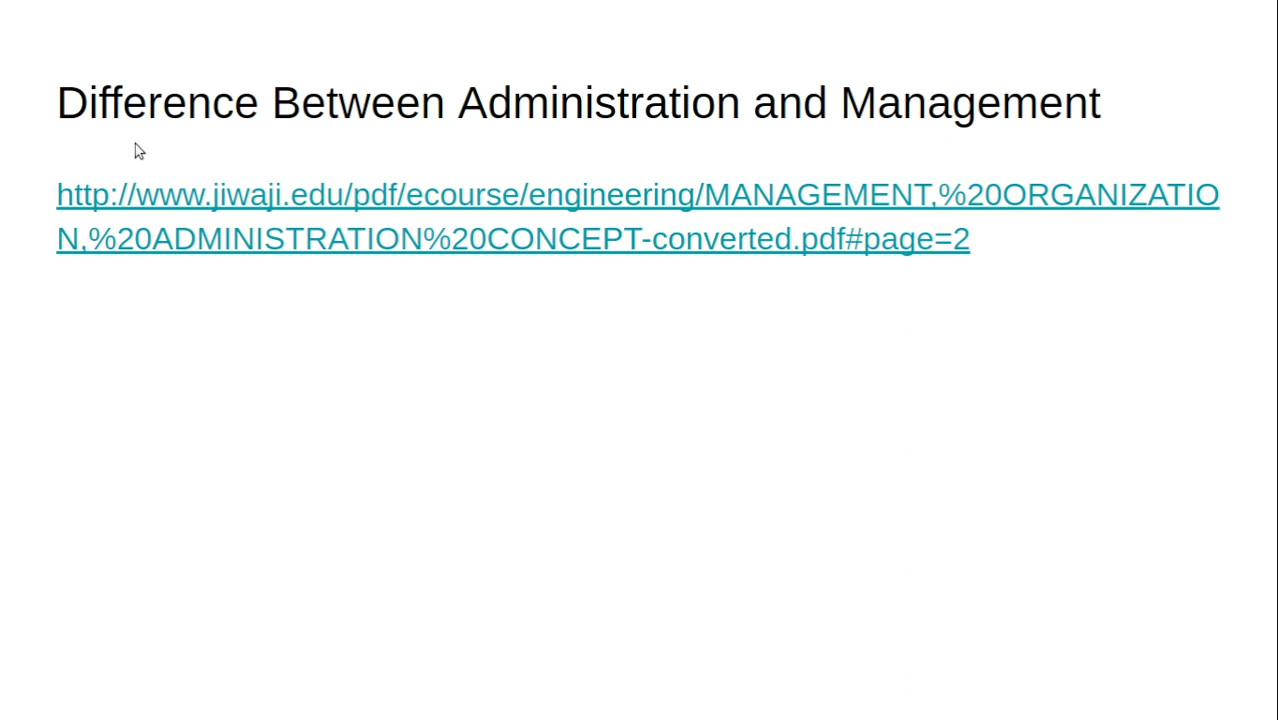 Difference Between Administration and Management
http://www.jiwaji.edu/pdf/ecourse/engineering/MANAGEMENT,%20ORGANIZATIO
N,%20ADMINISTRATION%20CONCEPT-converted.pdf#page=2